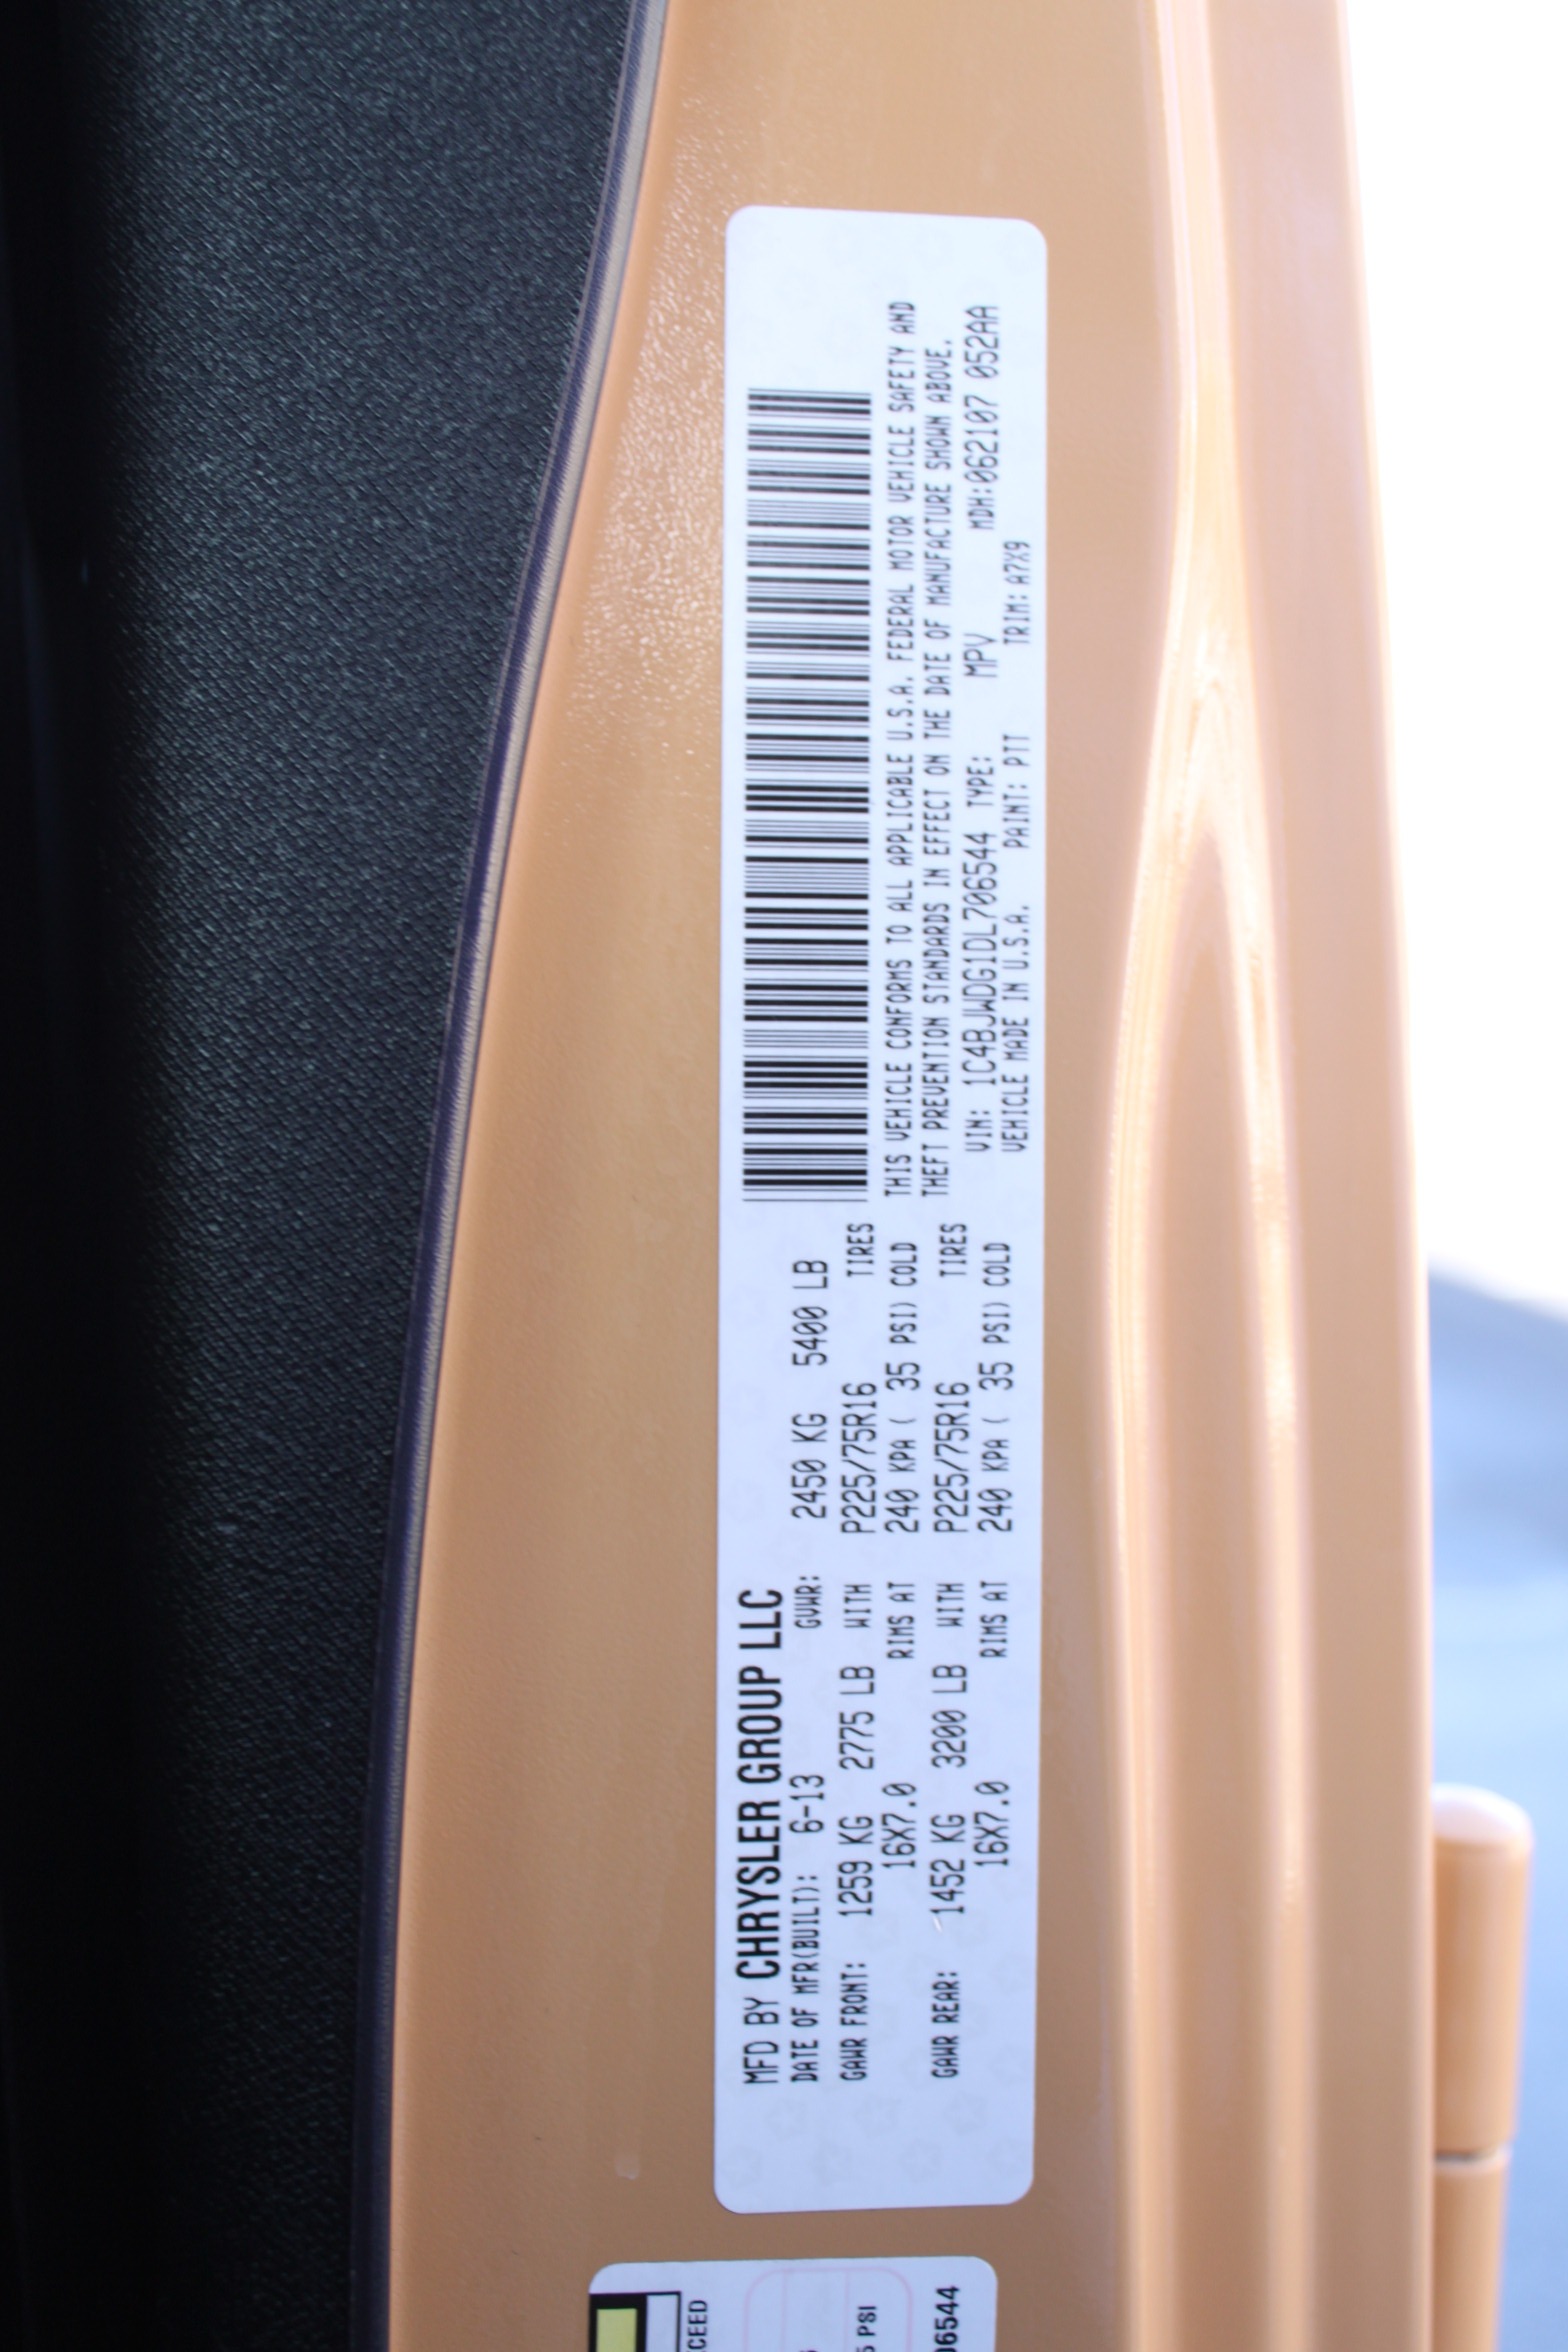 MFD BY CHRYSLER GROUP LLC
DATE OF MFR(BUILT): 6-13 GVWR: 2450 KG 5400 LB
GAWR FRONT: 1259 KG 2775 LB WITH P225/75R16 TIRES
16X7.0 RIMS AT 240 KPA ( 35 PSI) COLD
GAWR REAR: 1452 KG 3200 LB WITH P225/75R16 TIRES
16X7.0 RIMS AT 240 KPA ( 35 PSI) COLD
THIS VEHICLE CONFORMS TO ALL APPLICABLE U.S.A. FEDERAL MOTOR VEHICLE SAFETY AND
THEFT PREVENTION STANDARDS IN EFFECT ON THE DATE OF MANUFACTURE SHOWN ABOVE.
VIN: 1C4BJWDG1DL706544 TYPE: MPV MDH:062107 052AA
VEHICLE MADE IN U.S.A. PAINT: PTT TRIM: A7X9
CEED
5 PSI
06544